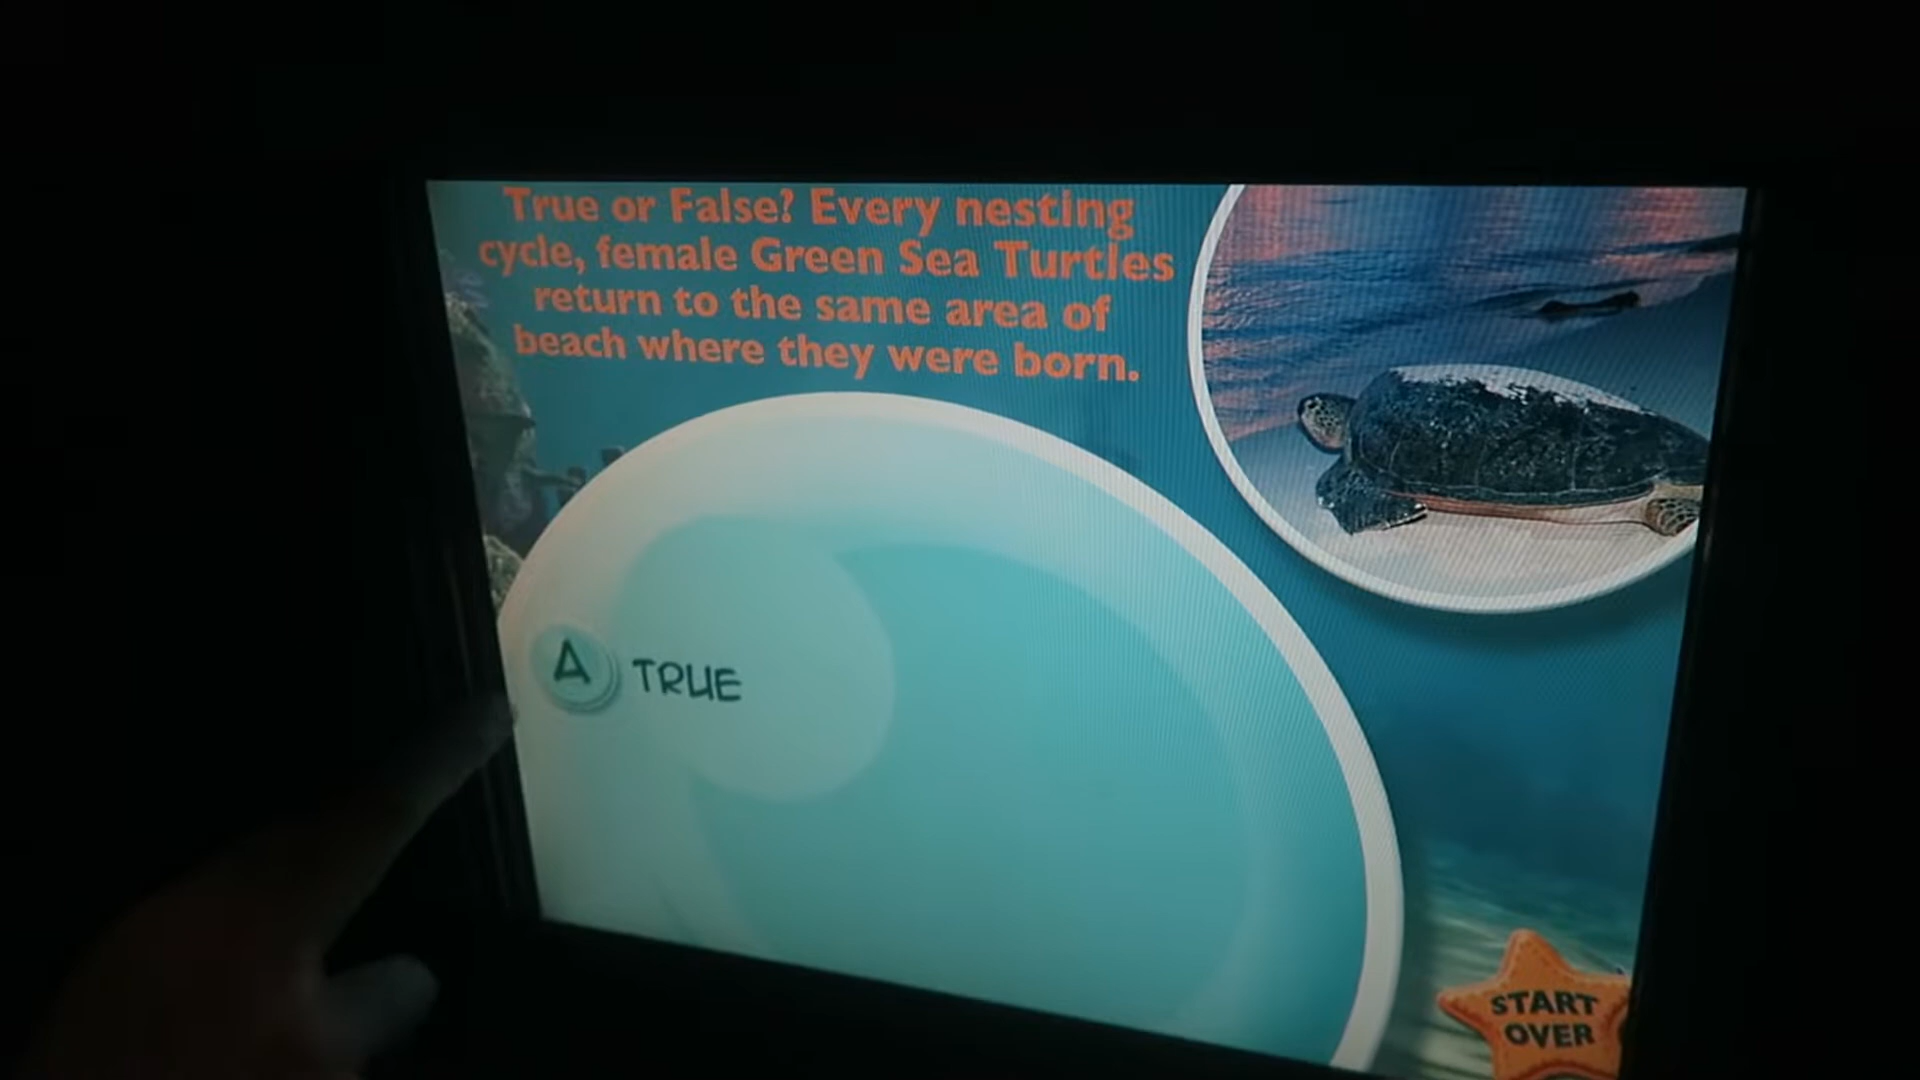 True or False? Every nesting
cycle, female Green Sea Turtles
return to the same area of
beach where they were born.
A TRUE
START
OVER